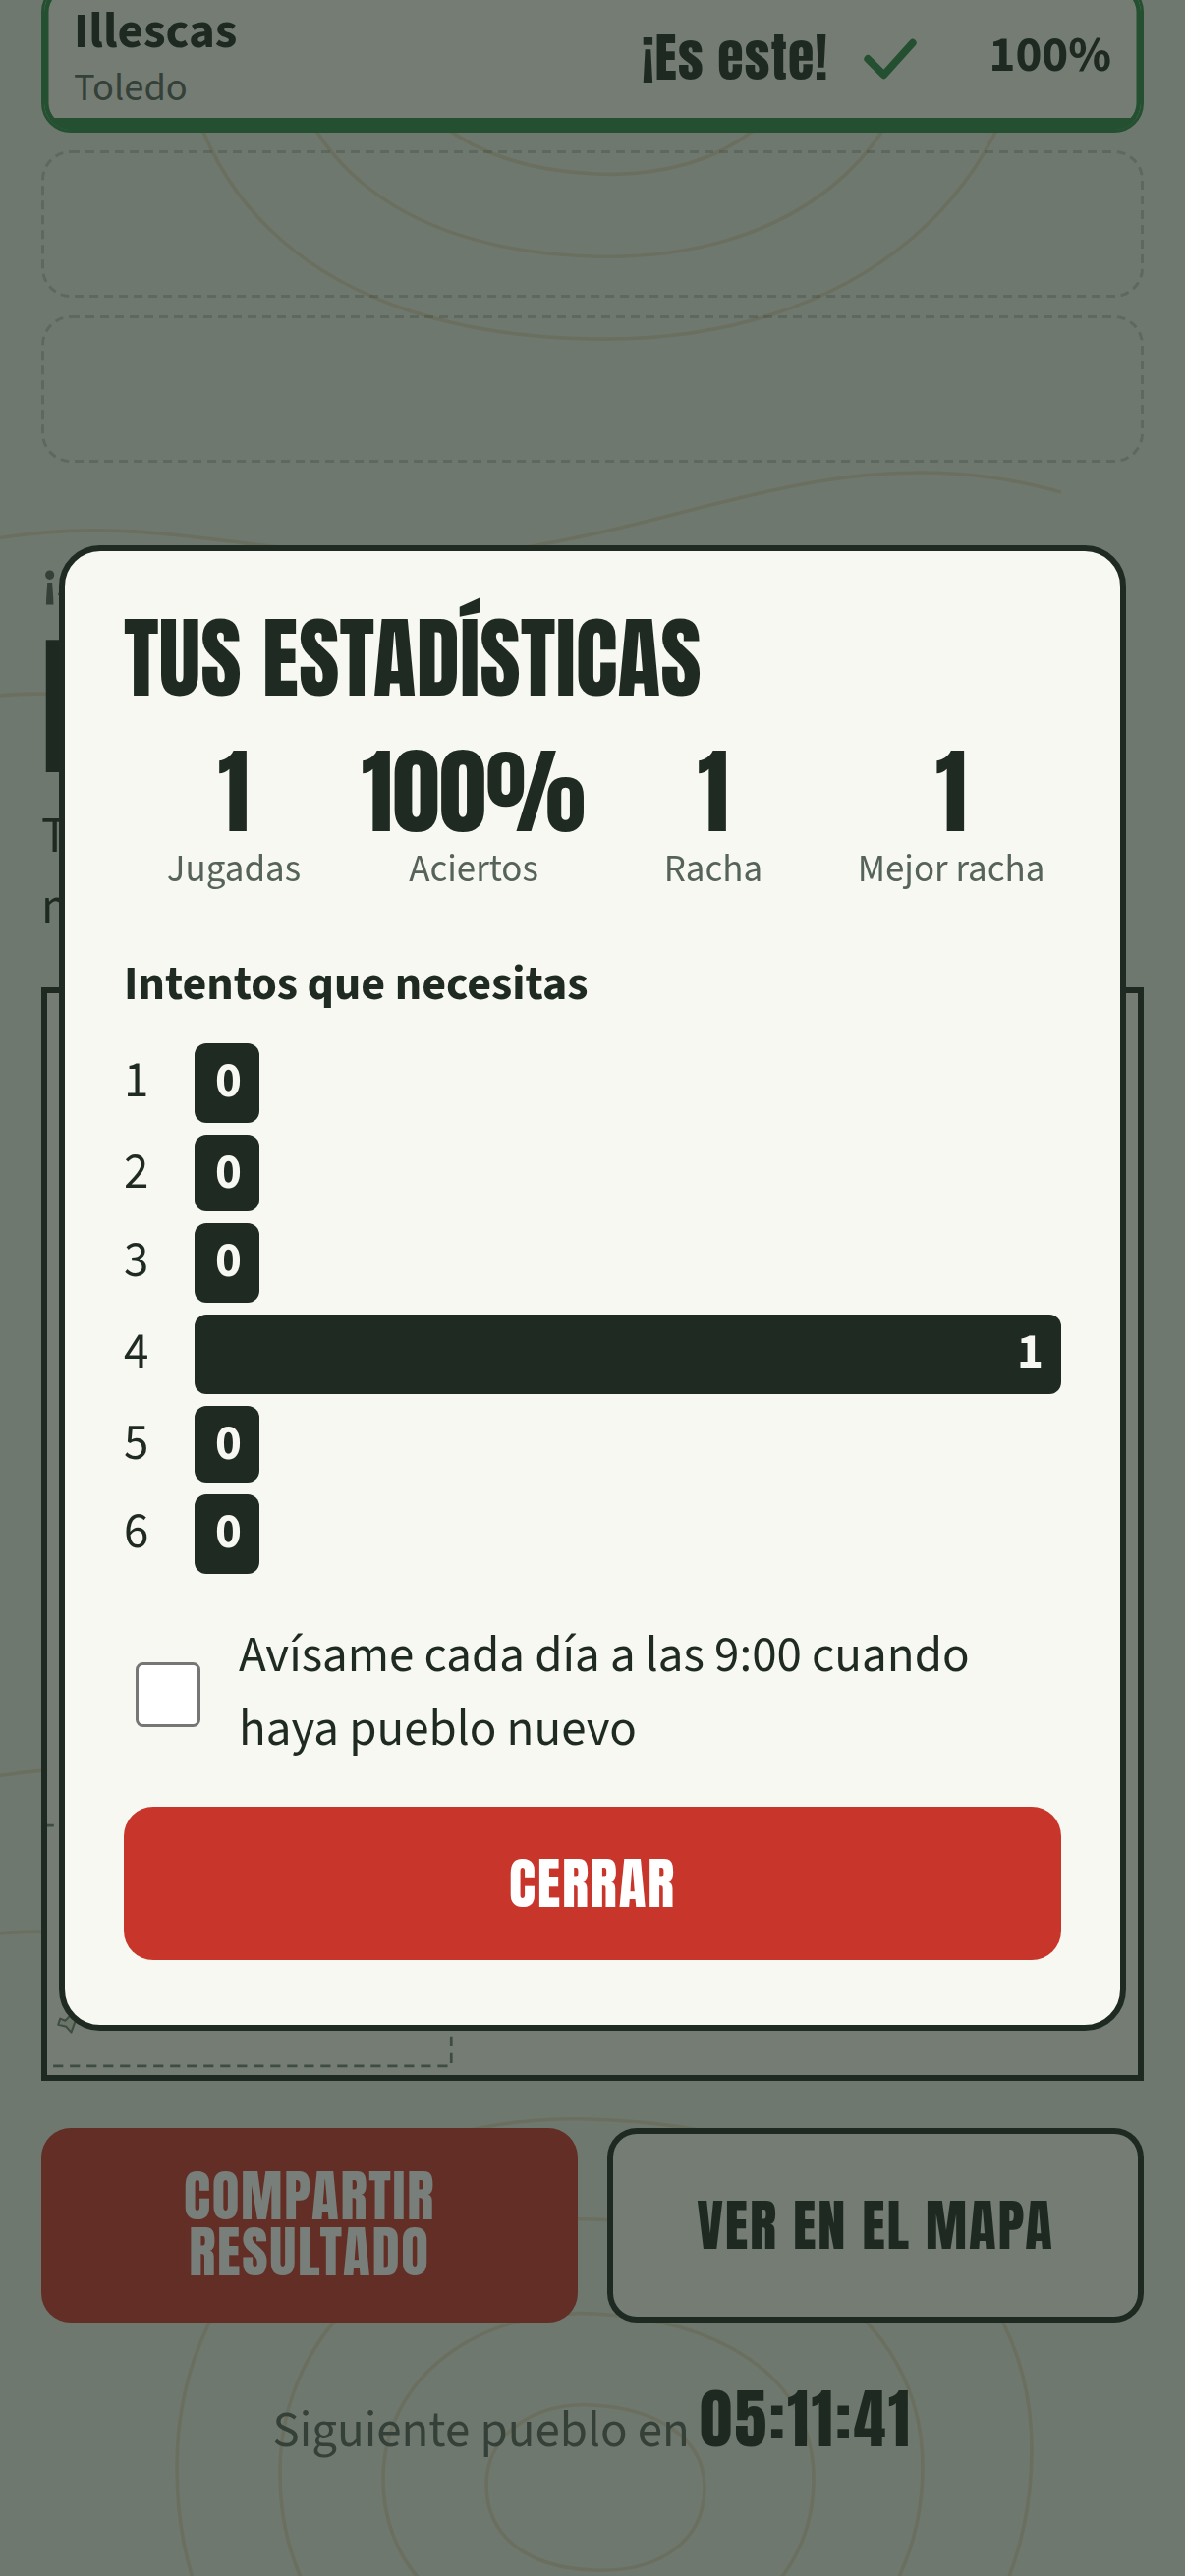 Illescas
Toledo
¡Es este!
100%
TUS ESTADÍSTICAS
1
100%
1
1
Jugadas
Aciertos
Racha
Mejor racha
Intentos que necesitas
1
0
2
0
3
0
4
1
5
0
6
0
Avísame cada día a las 9:00 cuando
haya pueblo nuevo
CERRAR
COMPARTIR
RESULTADO
VER EN EL MAPA
Siguiente pueblo en 05:11:41